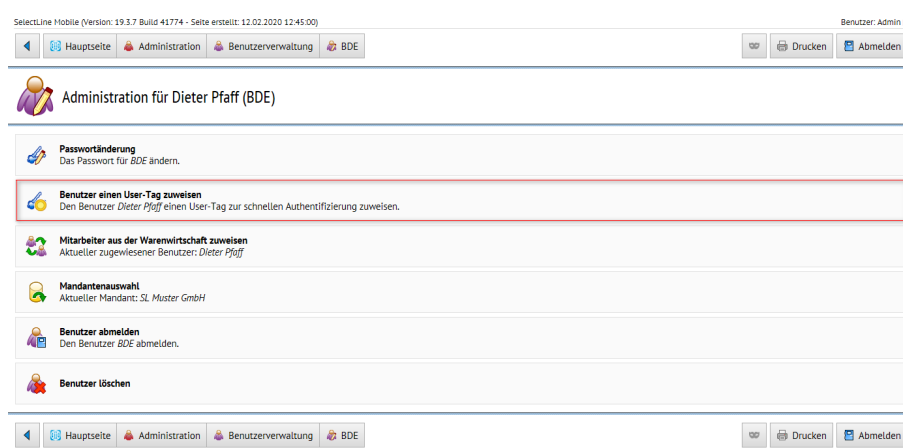 SelectLine Mobile (Version: 19.3.7 Build 41774 - Seite erstellt: 12.02.2020 12:45:00) Benutzer: Admin
Hauptseite Administration Benutzerverwaltung BDE Drucken Abmelden
Administration für Dieter Pfaff (BDE)
Passwortänderung
Das Passwort für BDE ändern.
Benutzer einen User-Tag zuweisen
Den Benutzer Dieter Pfaff einen User-Tag zur schnellen Authentifizierung zuweisen.
Mitarbeiter aus der Warenwirtschaft zuweisen
Aktueller zugewiesener Benutzer: Dieter Pfaff
Mandantenauswahl
Aktueller Mandant: SL Muster GmbH
Benutzer abmelden
Den Benutzer BDE abmelden.
Benutzer löschen
Hauptseite Administration Benutzerverwaltung BDE Drucken Abmelden